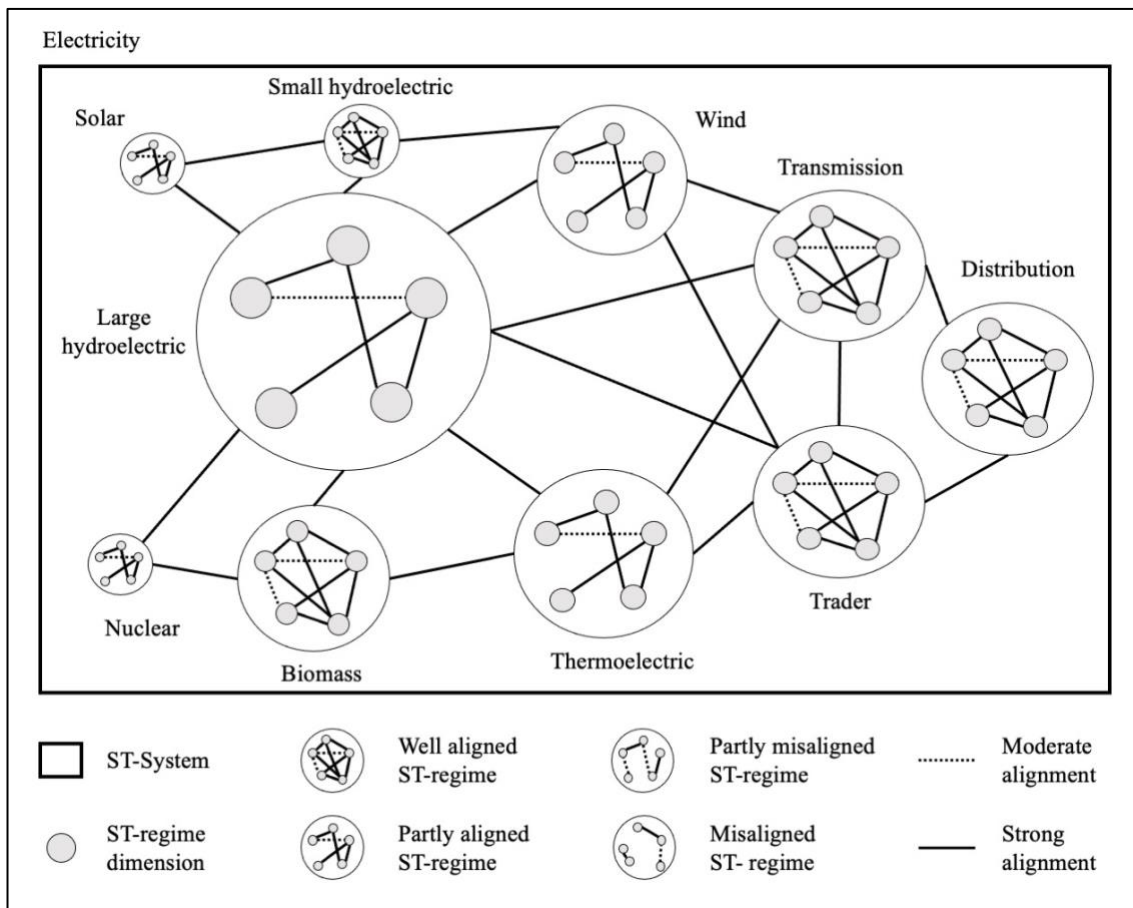 Electricity
Small hydroelectric
Solar
Wind
Transmission
Distribution
Large
hydroelectric
Nuclear
Biomass
Thermoelectric
Trader
ST-System
Well aligned
ST-regime
Partly misaligned
ST-regime
Moderate
alignment
ST-regime
dimension
Partly aligned
ST-regime
Misaligned
ST- regime
Strong
alignment